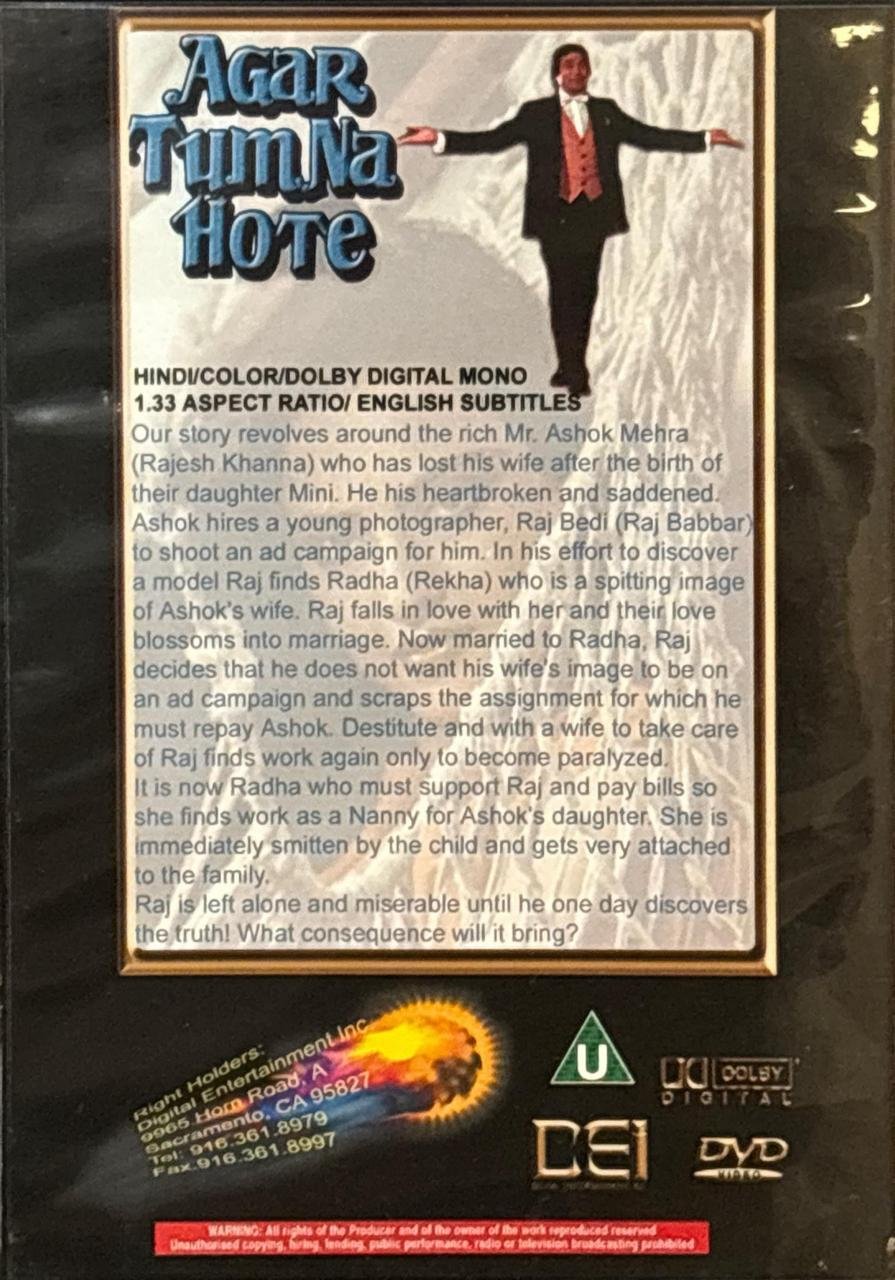 AGAR
TUM NA
HOTE
HINDI/COLOR/DOLBY DIGITAL MONO
1.33 ASPECT RATIO/ ENGLISH SUBTITLES
Our story revolves around the rich Mr. Ashok Mehra
(Rajesh Khanna) who has lost his wife after the birth of
their daughter Mini. He his heartbroken and saddened.
Ashok hires a young photographer, Raj Bedi (Raj Babbar)
to shoot an ad campaign for him. In his effort to discover
a model Raj finds Radha (Rekha) who is a spitting image
of Ashok's wife. Raj falls in love with her and their love
blossoms into marriage. Now married to Radha, Raj
decides that he does not want his wife's image to be on
an ad campaign and scraps the assignment for which he
must repay Ashok. Destitute and with a wife to take care
of Raj finds work again only to become paralyzed.
It is now Radha who must support Raj and pay bills so
she finds work as a Nanny for Ashok's daughter. She is
immediately smitten by the child and gets very attached
to the family.
Raj is left alone and miserable until he one day discovers
the truth! What consequence will it bring?
Right Holders:
Digital Entertainment Inc.
9965 Horn Road, A
Sacramento, CA 95827
Tel: 916.361.8979
Fax.916.361.8997
U
DOLBY
DIGITAL
DEi
DVD
VIDEO
WARNING: All rights of the Producer and of the owner of the work reproduced reserved
Unauthorised copying, hiring, lending, public performance, radio or television broadcasting prohibited